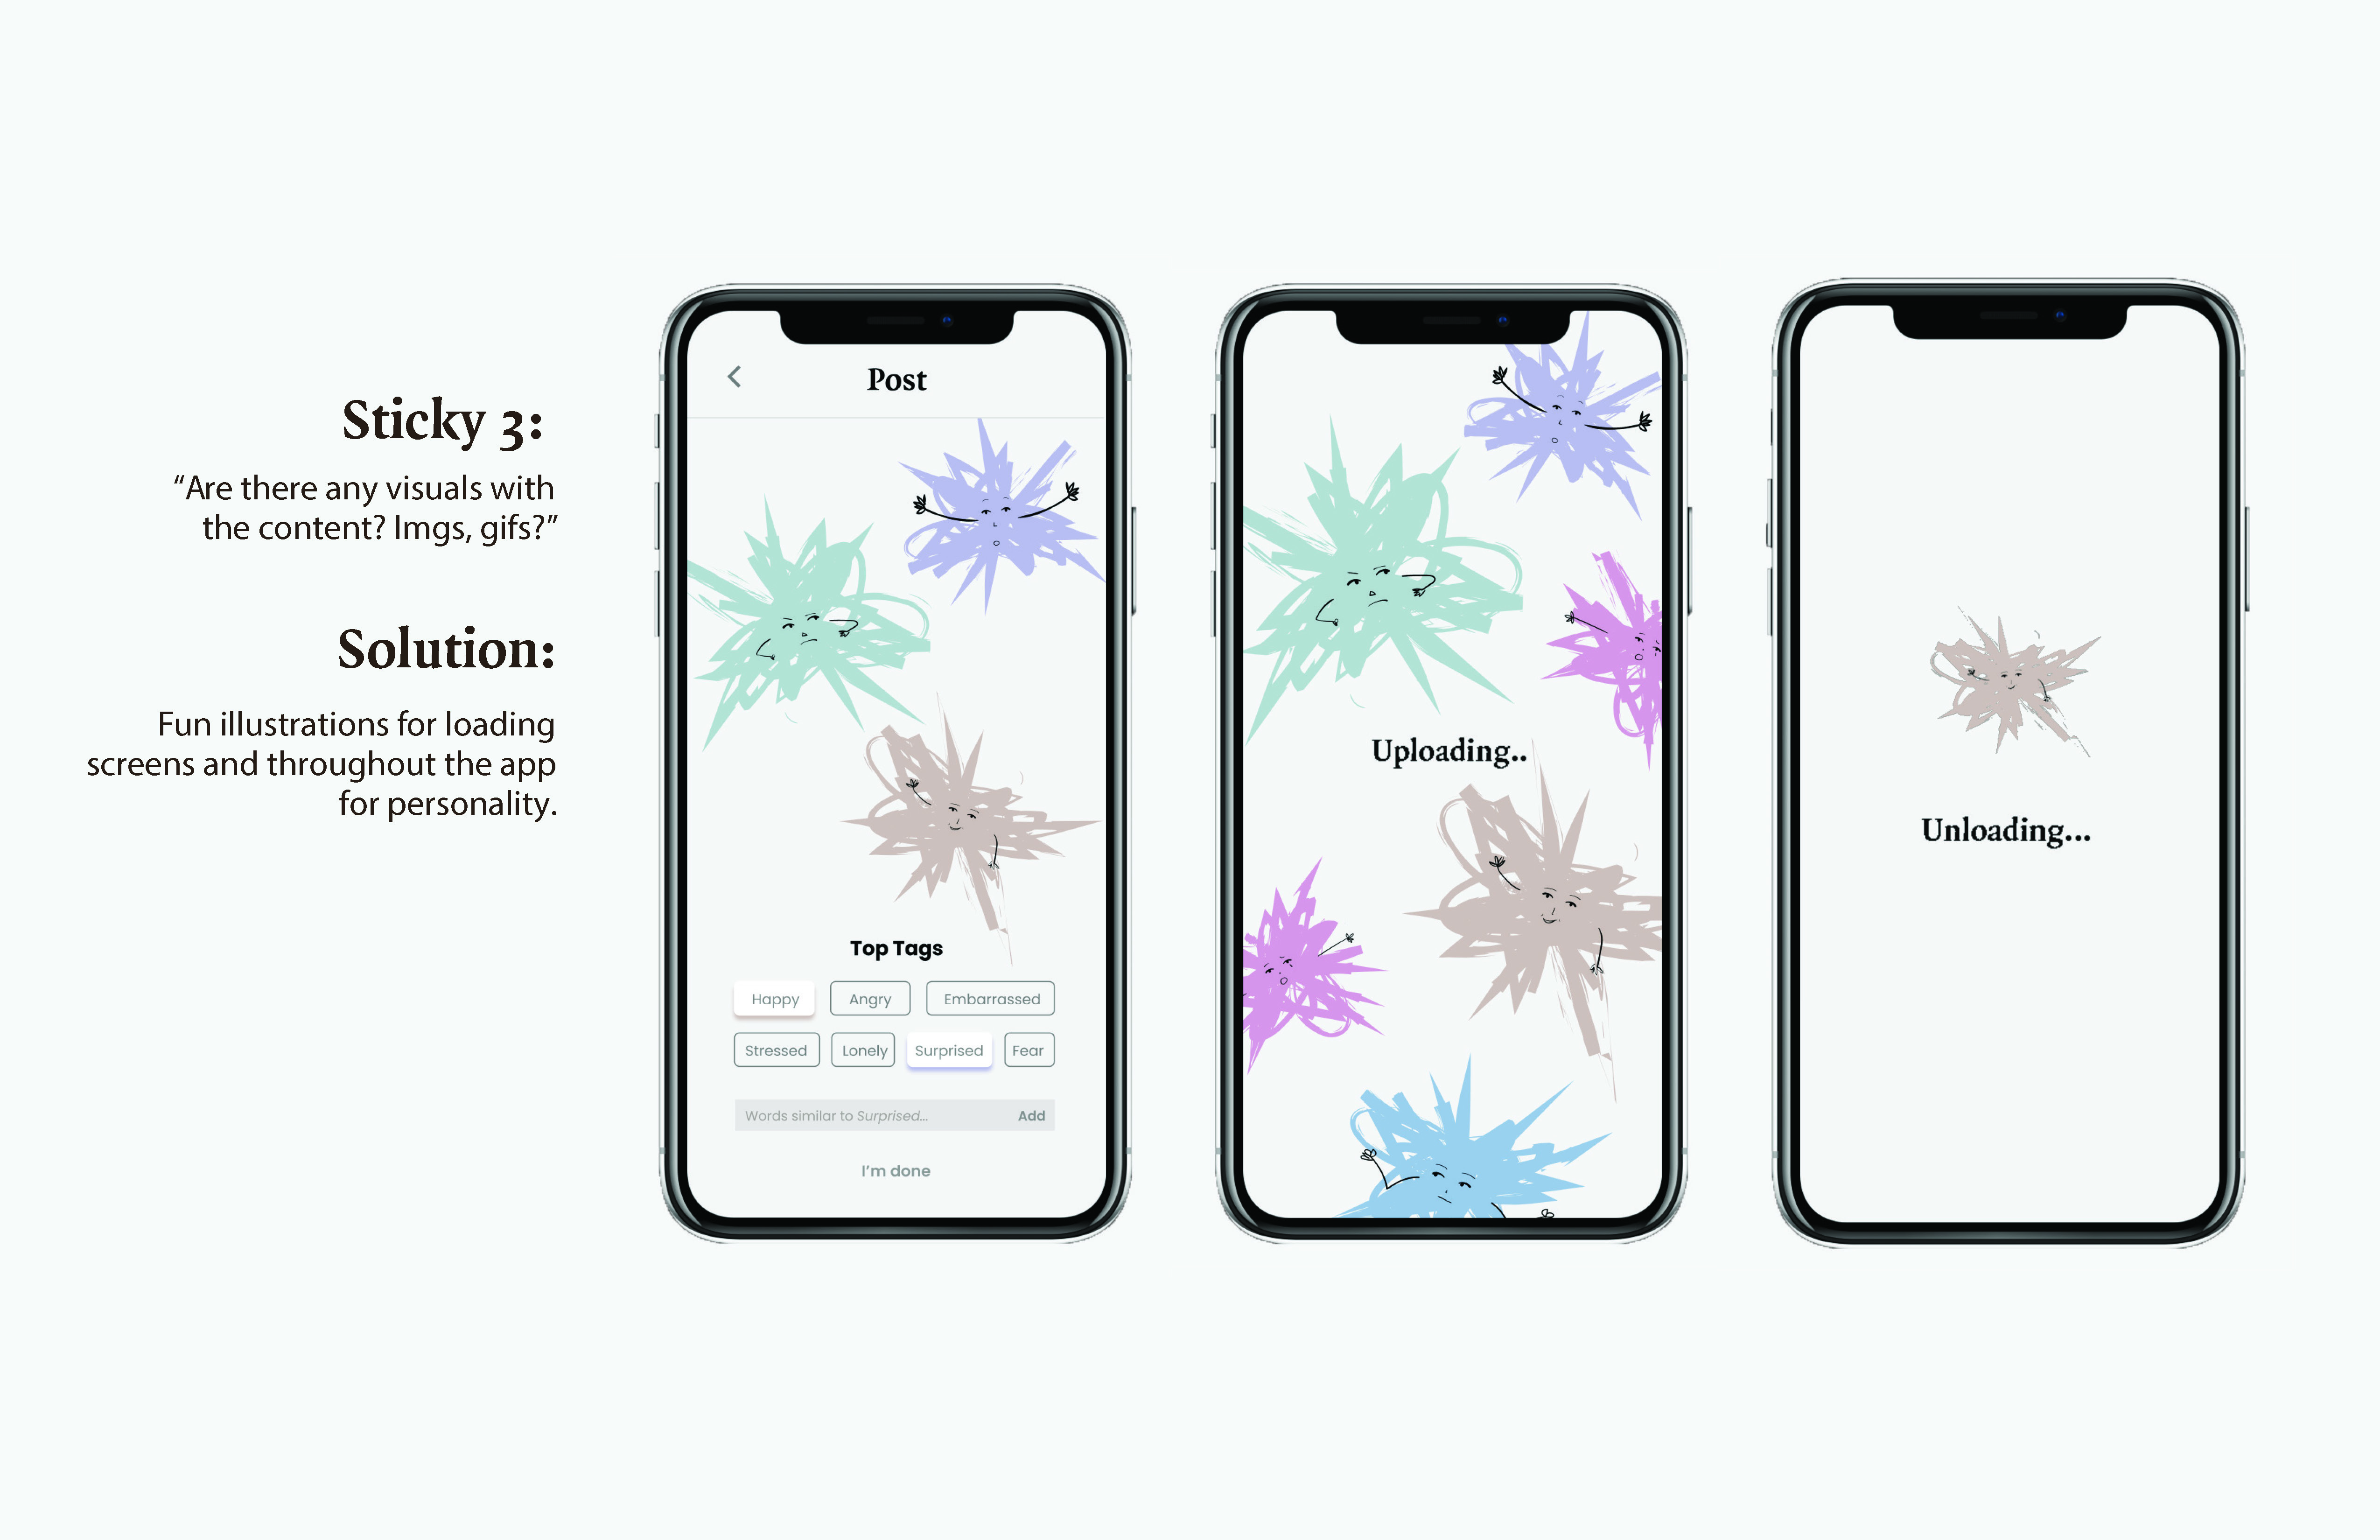 Sticky 3:
“Are there any visuals with
the content? Imgs, gifs?”
Solution:
Fun illustrations for loading
screens and throughout the app
for personality.
Post
Top Tags
Happy Angry Embarrassed
Stressed Lonely Surprised Fear
Words similar to Surprised... Add
I’m done
Uploading..
Unloading...